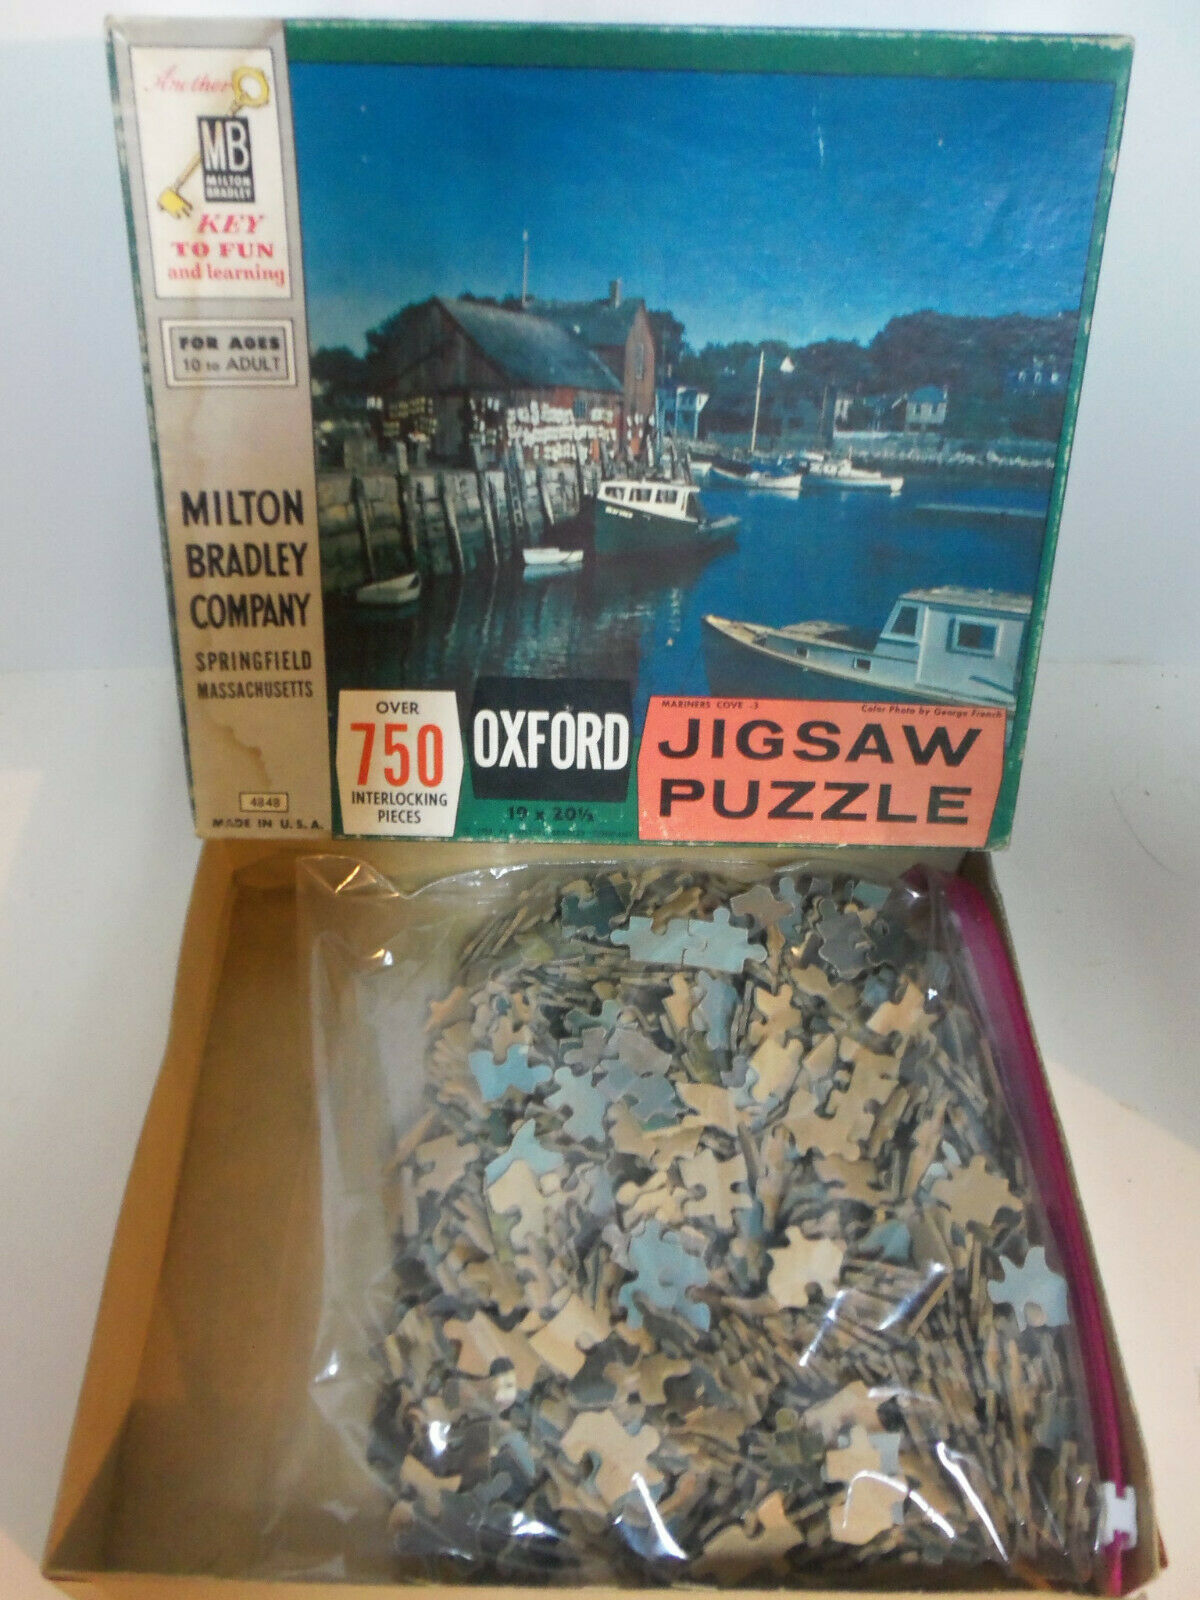 Another
MB
MILTON
BRADLEY
KEY
TO FUN
and learning
FOR AGES
10 to ADULT
MILTON
BRADLEY
COMPANY
SPRINGFIELD
MASSACHUSETTS
4848
MADE IN U.S.A.
OVER
750
INTERLOCKING
PIECES
OXFORD
19 x 20½
MARINERS COVE -3
Color Photo by George French
JIGSAW
PUZZLE